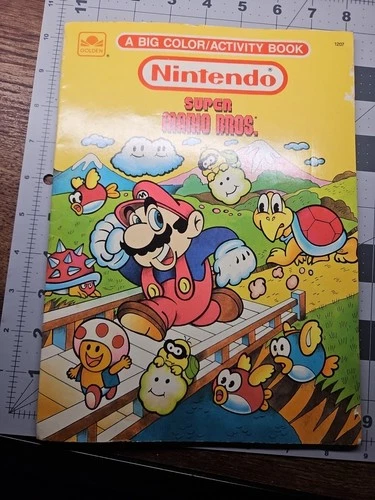 GOLDEN
A BIG COLOR/ACTIVITY BOOK
Nintendo®
SUPER
MARIO BROS.
M